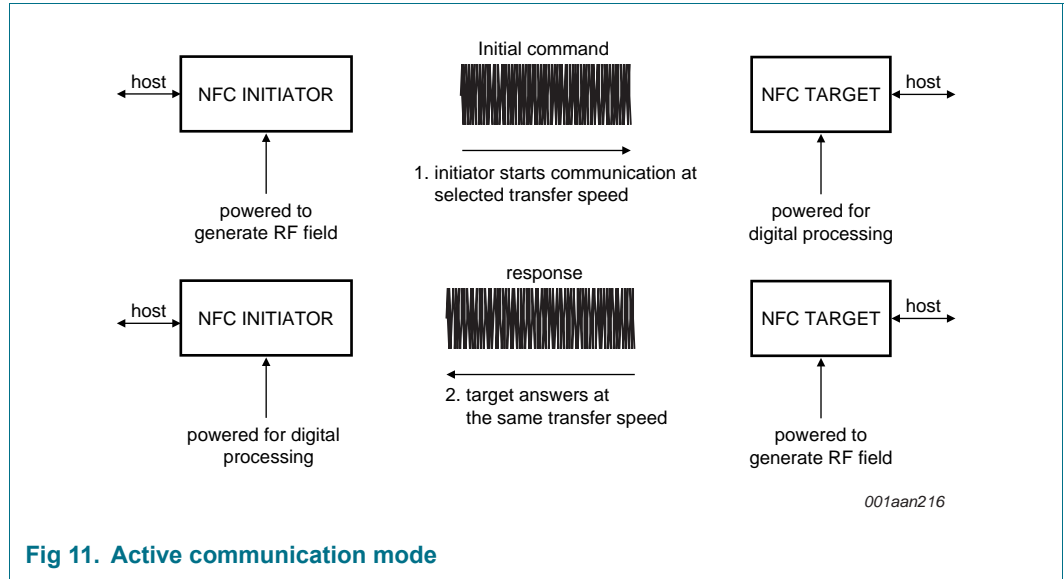 Initial command
host
NFC INITIATOR
NFC TARGET
host
1. initiator starts communication at
selected transfer speed
powered to
generate RF field
powered for
digital processing
response
host
NFC INITIATOR
NFC TARGET
host
2. target answers at
the same transfer speed
powered for digital
processing
powered to
generate RF field
001aan216
Fig 11. Active communication mode